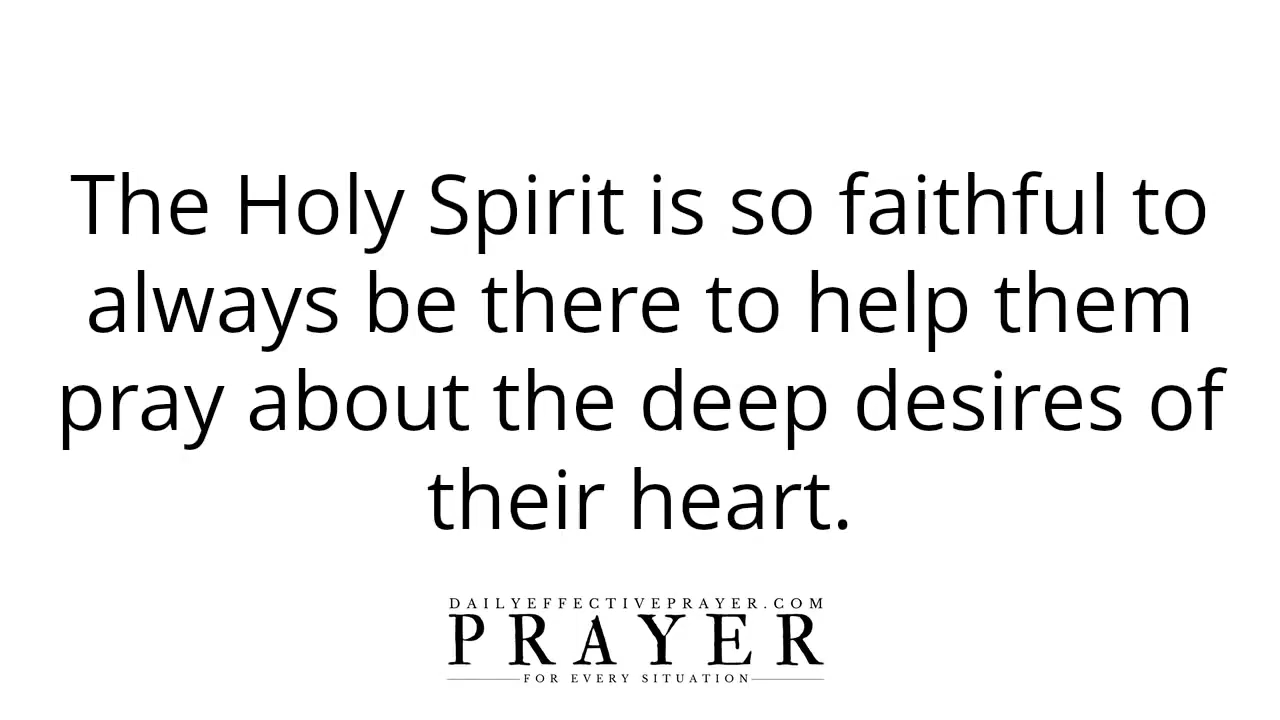 The Holy Spirit is so faithful to
always be there to help them
pray about the deep desires of
their heart.
DAILYEFFECTIVEPRAYER.COM
PRAYER
FOR EVERY SITUATION